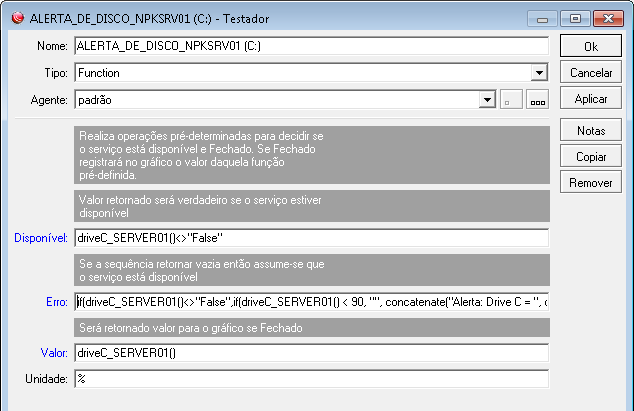 ALERTA_DE_DISCO_NPKSRV01 (C:) - Testador
Nome: ALERTA_DE_DISCO_NPKSRV01 (C:)
Ok
Tipo: Function
Cancelar
Agente: padrão
Aplicar
Realiza operações pré-determinadas para decidir se
o serviço está disponível e Fechado. Se Fechado
registrará no gráfico o valor daquela função
pré-definida.
Notas
Copiar
Remover
Valor retornado será verdadeiro se o serviço estiver
disponível
Disponível: driveC_SERVER01()<>"False"
Se a sequência retornar vazia então assume-se que
o serviço está disponível
Erro: if(driveC_SERVER01()<>"False",if(driveC_SERVER01() < 90, "", concatenate("Alerta: Drive C = ",
Será retornado valor para o gráfico se Fechado
Valor: driveC_SERVER01()
Unidade: %